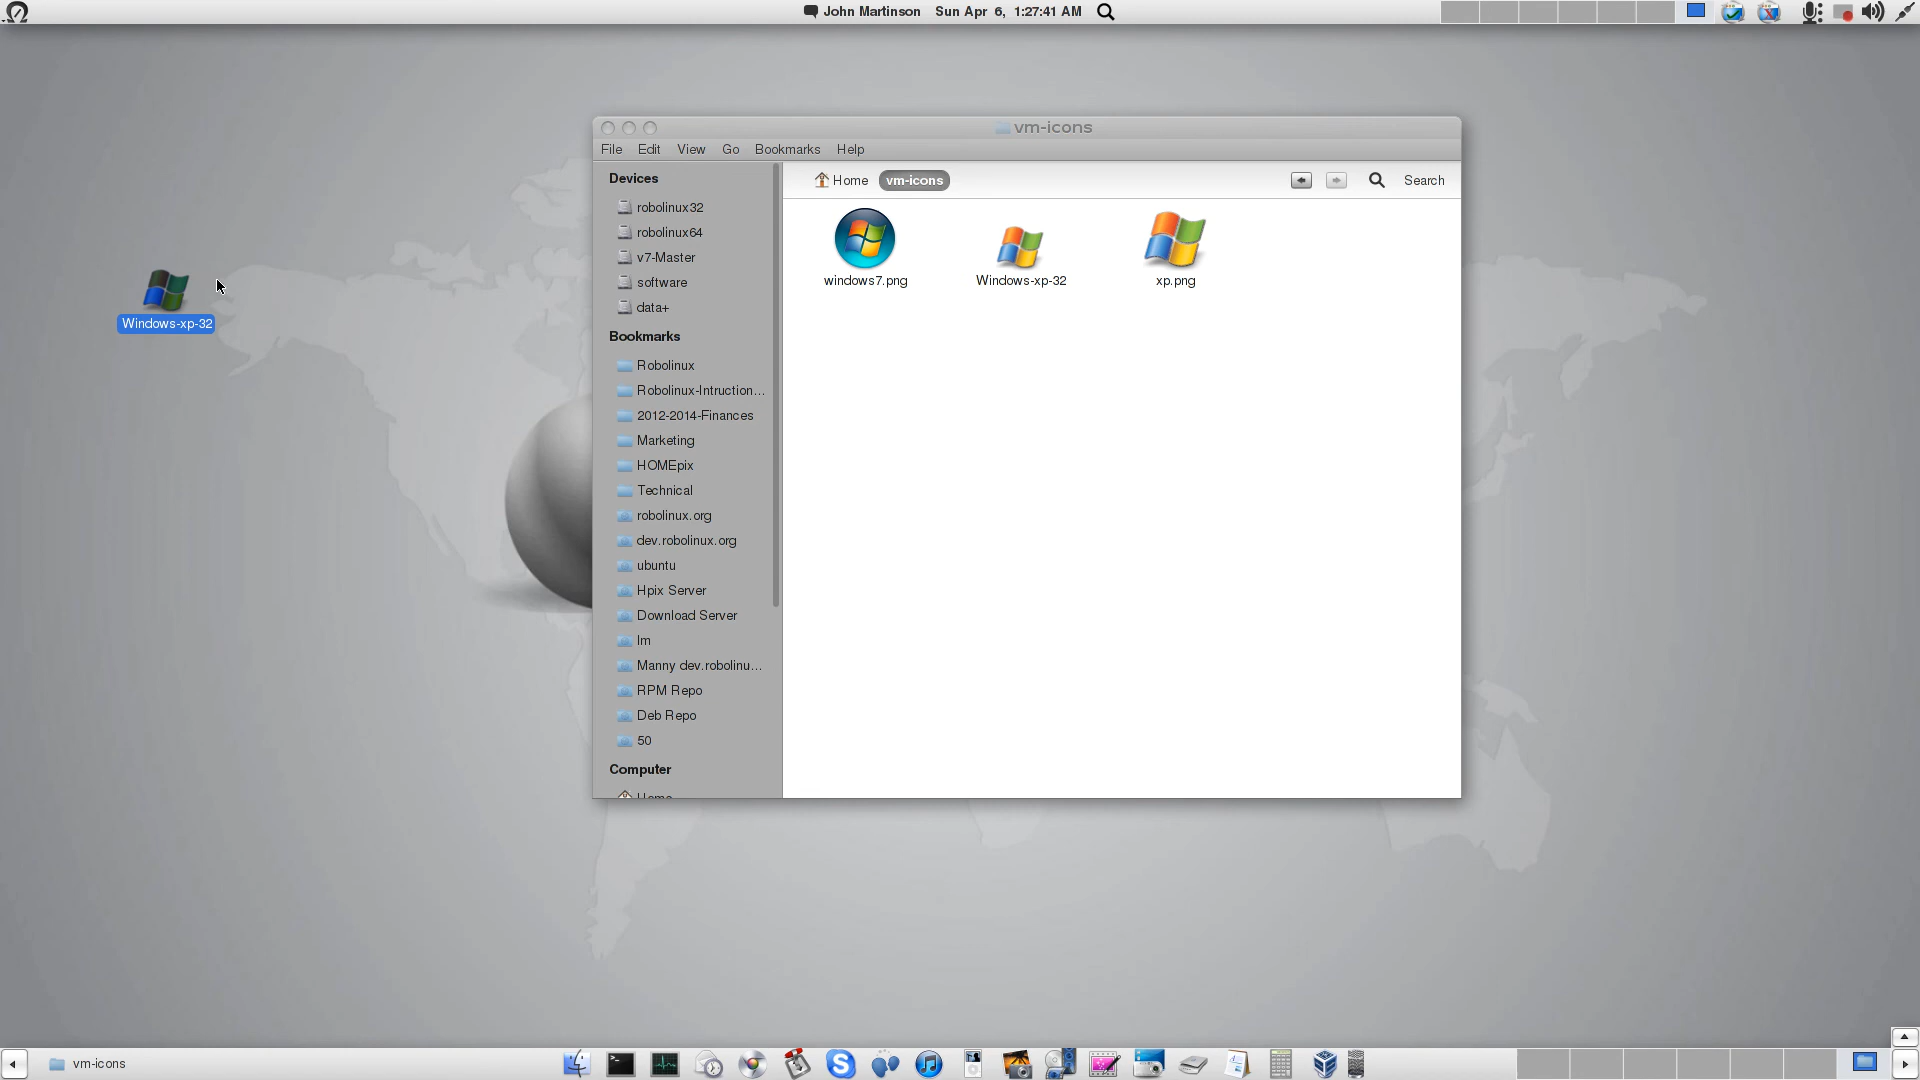 John Martinson
Sun Apr 6, 1:27:41 AM
vm-icons
File Edit View Go Bookmarks Help
Devices
robolinux32
robolinux64
v7-Master
software
data+
Bookmarks
Robolinux
Robolinux-Intruction...
2012-2014-Finances
Marketing
HOMEpix
Technical
robolinux.org
dev.robolinux.org
ubuntu
Hpix Server
Download Server
Manny dev.robolinu...
RPM Repo
Deb Repo
50
Computer
Home
Home vm-icons Search
windows7.png
Windows-xp-32
xp.png
Windows-xp-32
vm-icons